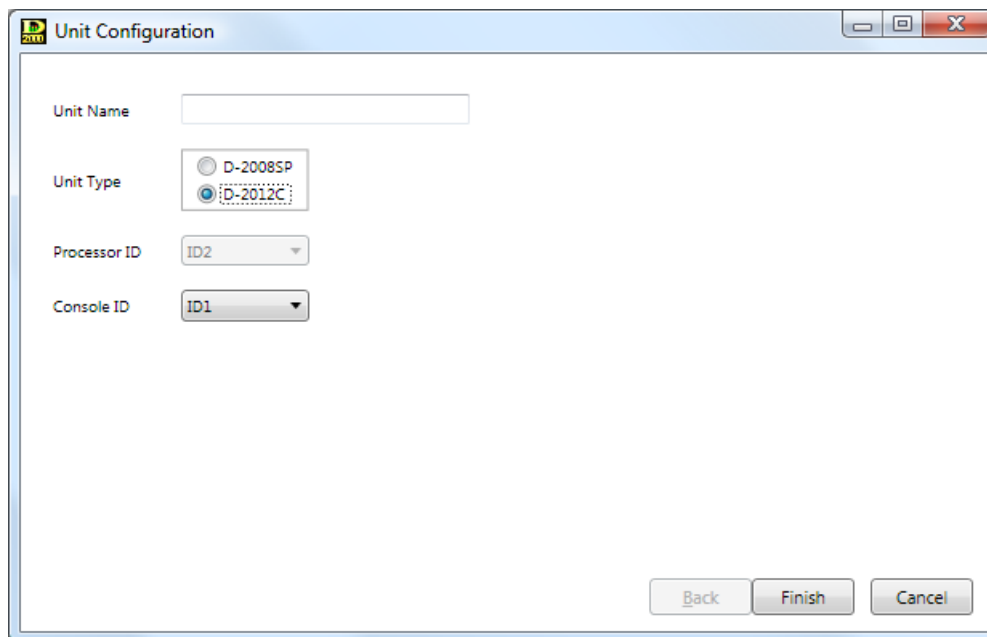 Unit Configuration
Unit Name
Unit Type
D-2008SP
D-2012C
Processor ID
ID2
Console ID
ID1
Back
Finish
Cancel